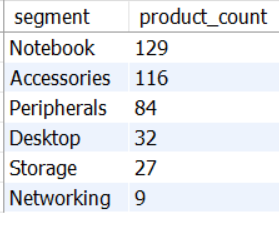 segment product_count
Notebook 129
Accessories 116
Peripherals 84
Desktop 32
Storage 27
Networking 9